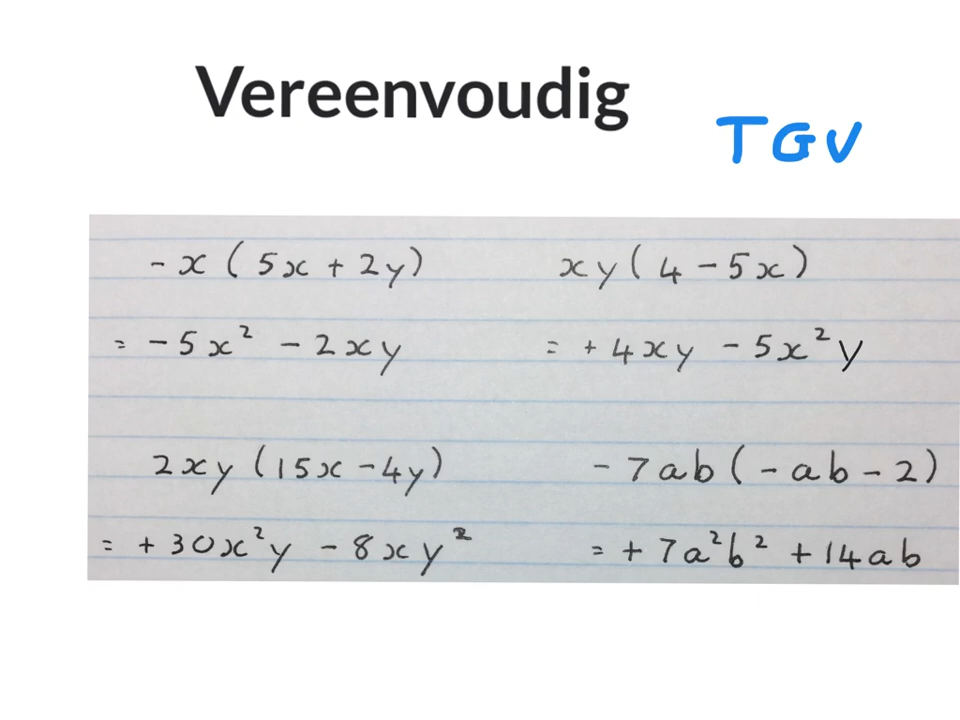 Vereenvoudig
TGV
-x(5x+2y)
= -5x² - 2xy
xy(4-5x)
= +4xy - 5x²y
2xy(15x-4y)
= +30x²y - 8xy²
-7ab(-ab-2)
= +7a²b² + 14ab